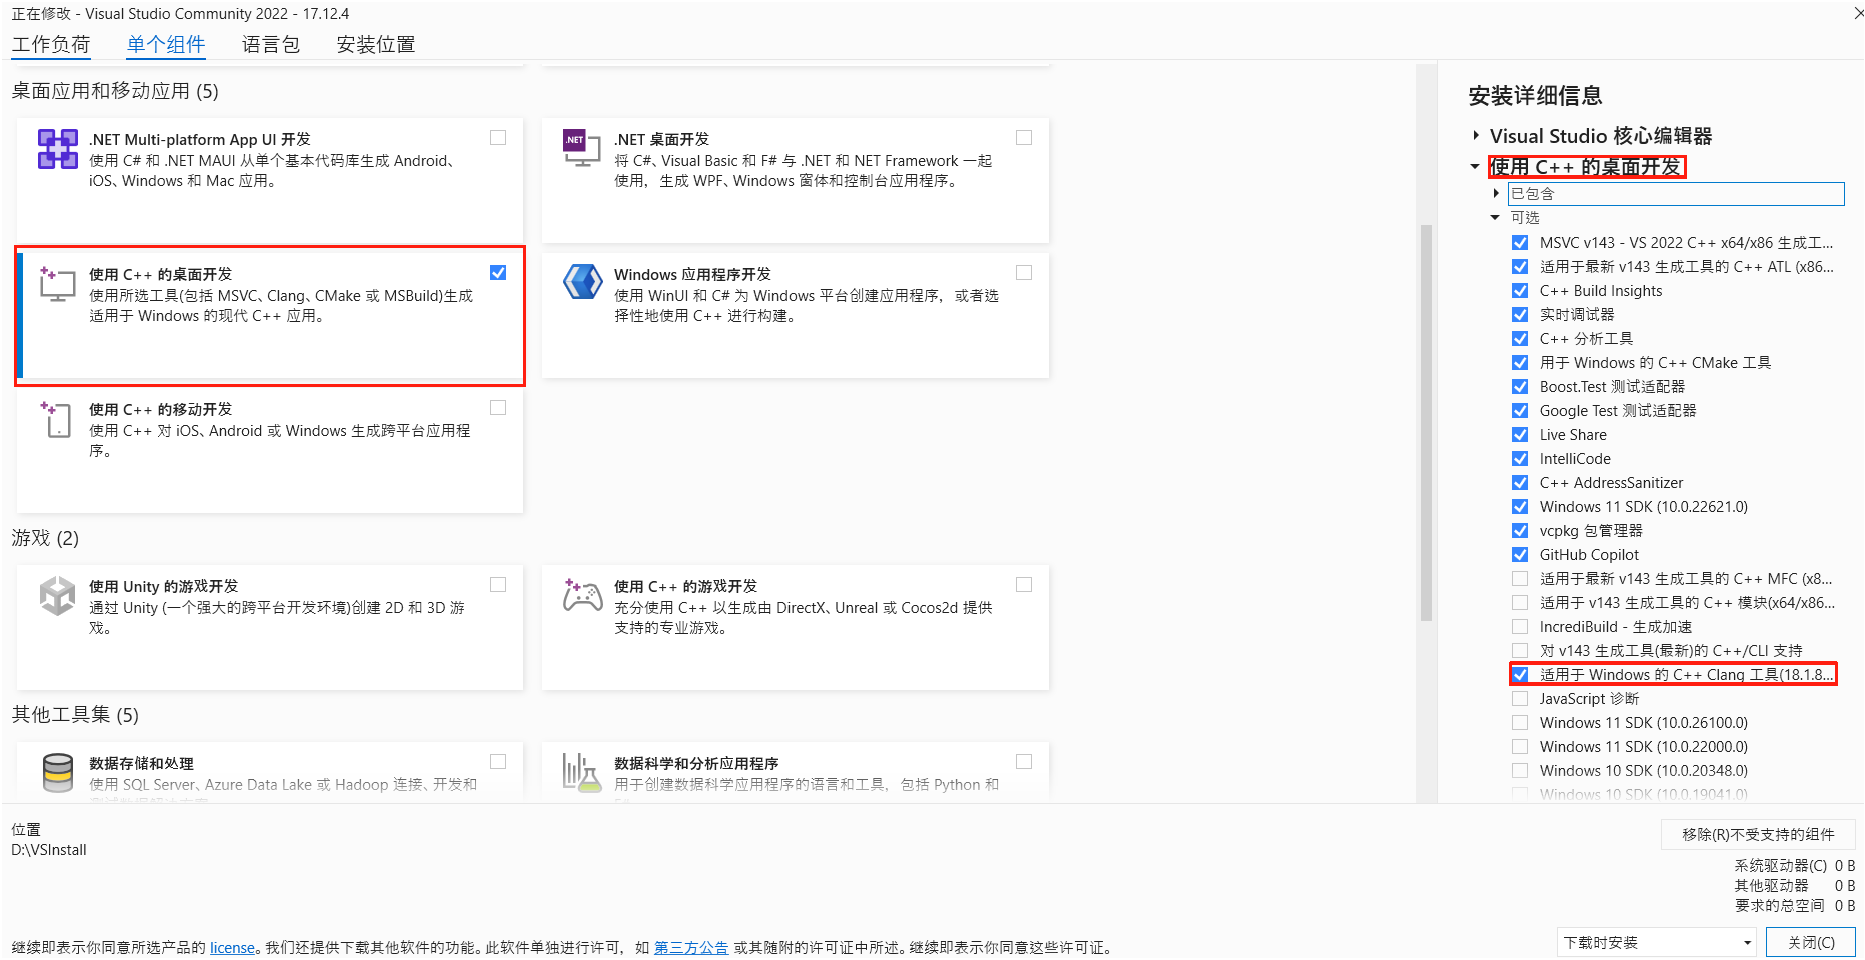 正在修改 - Visual Studio Community 2022 - 17.12.4
工作负荷 单个组件 语言包 安装位置
桌面应用和移动应用 (5)
.NET Multi-platform App UI 开发
使用 C# 和 .NET MAUI 从单个基本代码库生成 Android、
iOS、Windows 和 Mac 应用。
.NET
.NET 桌面开发
将 C#、Visual Basic 和 F# 与 .NET 和 NET Framework 一起
使用，生成 WPF、Windows 窗体和控制台应用程序。
使用 C++ 的桌面开发
使用所选工具(包括 MSVC、Clang、CMake 或 MSBuild)生成
适用于 Windows 的现代 C++ 应用。
Windows 应用程序开发
使用 WinUI 和 C# 为 Windows 平台创建应用程序，或者选
择性地使用 C++ 进行构建。
使用 C++ 的移动开发
使用 C++ 对 iOS、Android 或 Windows 生成跨平台应用程
序。
游戏 (2)
使用 Unity 的游戏开发
通过 Unity (一个强大的跨平台开发环境)创建 2D 和 3D 游
戏。
使用 C++ 的游戏开发
充分使用 C++ 以生成由 DirectX、Unreal 或 Cocos2d 提供
支持的专业游戏。
其他工具集 (5)
数据存储和处理
使用 SQL Server、Azure Data Lake 或 Hadoop 连接、开发和
数据科学和分析应用程序
用于创建数据科学应用程序的语言和工具，包括 Python 和
安装详细信息
Visual Studio 核心编辑器
使用 C++ 的桌面开发
已包含
可选
MSVC v143 - VS 2022 C++ x64/x86 生成工...
适用于最新 v143 生成工具的 C++ ATL (x86...
C++ Build Insights
实时调试器
C++ 分析工具
用于 Windows 的 C++ CMake 工具
Boost.Test 测试适配器
Google Test 测试适配器
Live Share
IntelliCode
C++ AddressSanitizer
Windows 11 SDK (10.0.22621.0)
vcpkg 包管理器
GitHub Copilot
适用于最新 v143 生成工具的 C++ MFC (x8...
适用于 v143 生成工具的 C++ 模块(x64/x86...
IncrediBuild - 生成加速
对 v143 生成工具(最新)的 C++/CLI 支持
适用于 Windows 的 C++ Clang 工具(18.1.8...
JavaScript 诊断
Windows 11 SDK (10.0.26100.0)
Windows 11 SDK (10.0.22000.0)
Windows 10 SDK (10.0.20348.0)
Windows 10 SDK (10.0.19041.0)
位置
D:\VSInstall
移除(R)不受支持的组件
系统驱动器(C) 0 B
其他驱动器 0 B
要求的总空间 0 B
继续即表示你同意所选产品的 license。我们还提供下载其他软件的功能。此软件单独进行许可，如 第三方公告 或其随附的许可证中所述。继续即表示你同意这些许可证。
下载时安装
关闭(C)